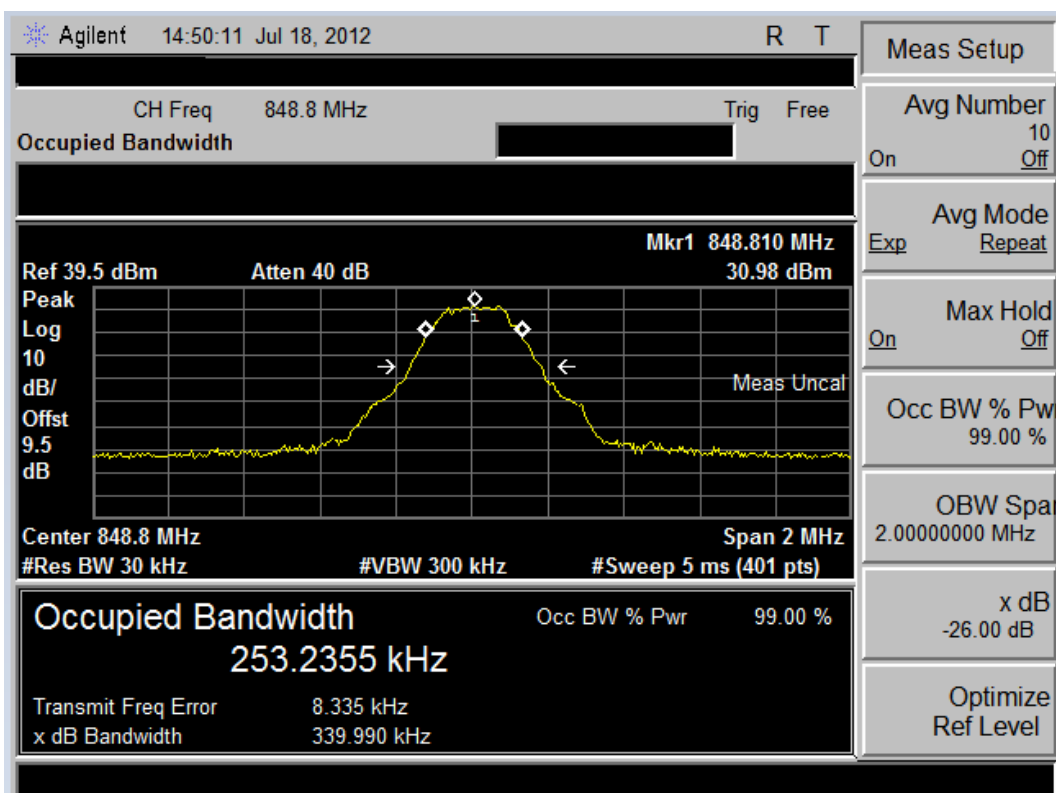 Agilent 14:50:11 Jul 18, 2012 R T
Meas Setup
CH Freq 848.8 MHz Trig Free
Occupied Bandwidth
Avg Number
10
On Off
Avg Mode
Exp Repeat
Max Hold
On Off
Occ BW % Pwr
99.00 %
OBW Spa
2.00000000 MHz
x dB
-26.00 dB
Optimize
Ref Level
Mkr1 848.810 MHz
Ref 39.5 dBm Atten 40 dB 30.98 dBm
Peak
Log
10
dB/
Offst
9.5
dB
1
Meas Uncal
Center 848.8 MHz Span 2 MHz
#Res BW 30 kHz #VBW 300 kHz #Sweep 5 ms (401 pts)
Occupied Bandwidth Occ BW % Pwr 99.00 %
253.2355 kHz
Transmit Freq Error 8.335 kHz
x dB Bandwidth 339.990 kHz